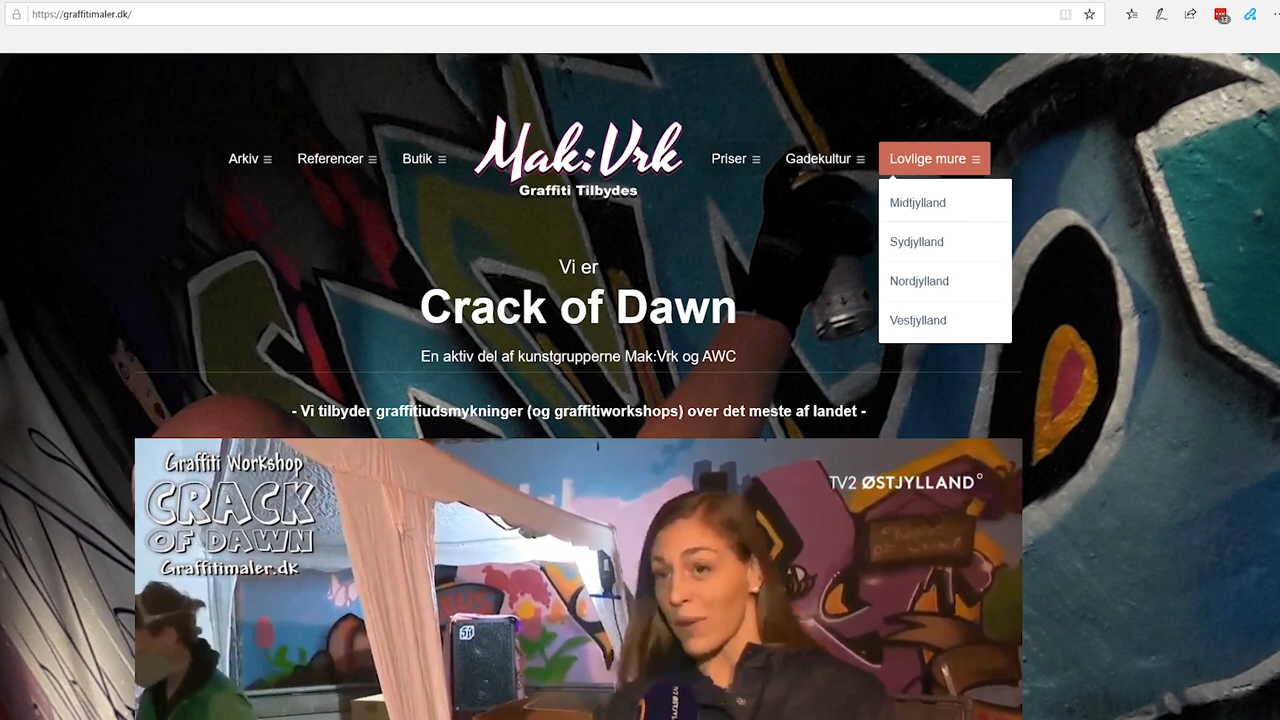 https://graffitimaler.dk/
13
Arkiv
Referencer
Butik
Mak:Vrk
Graffiti Tilbydes
Priser
Gadekultur
Lovlige mure
Midtjylland
Sydjylland
Nordjylland
Vestjylland
Vi er
Crack of Dawn
En aktiv del af kunstgrupperne Mak:Vrk og AWC
- Vi tilbyder graffitiudsmykninger (og graffitiworkshops) over det meste af landet -
Graffiti Workshop
CRACK
OF DAWN
Graffitimaler.dk
TV2 ØSTJYLLAND